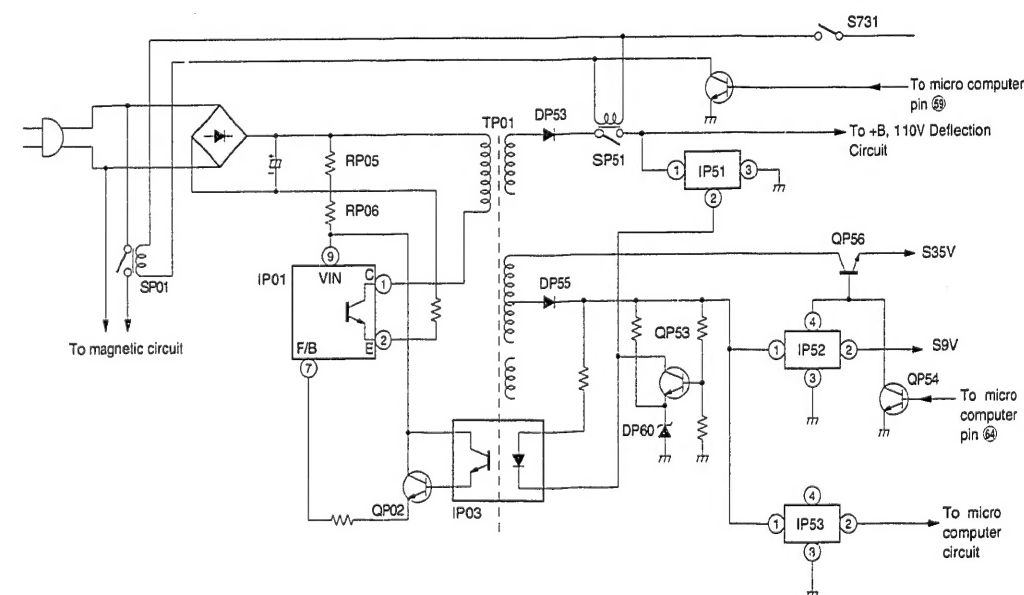 S731
To micro computer
pin 59
DP53
TP01
To +B, 110V Deflection
Circuit
SP51
RP05
1
IP51
3
2
RP06
QP56
S35V
9
VIN
C
1
IP01
DP55
SP01
E
2
F/B
7
QP53
4
1
IP52
2
S9V
3
QP54
To magnetic circuit
To micro
computer
pin 64
DP60
QP02
IP03
4
1
IP53
2
3
To micro
computer
circuit